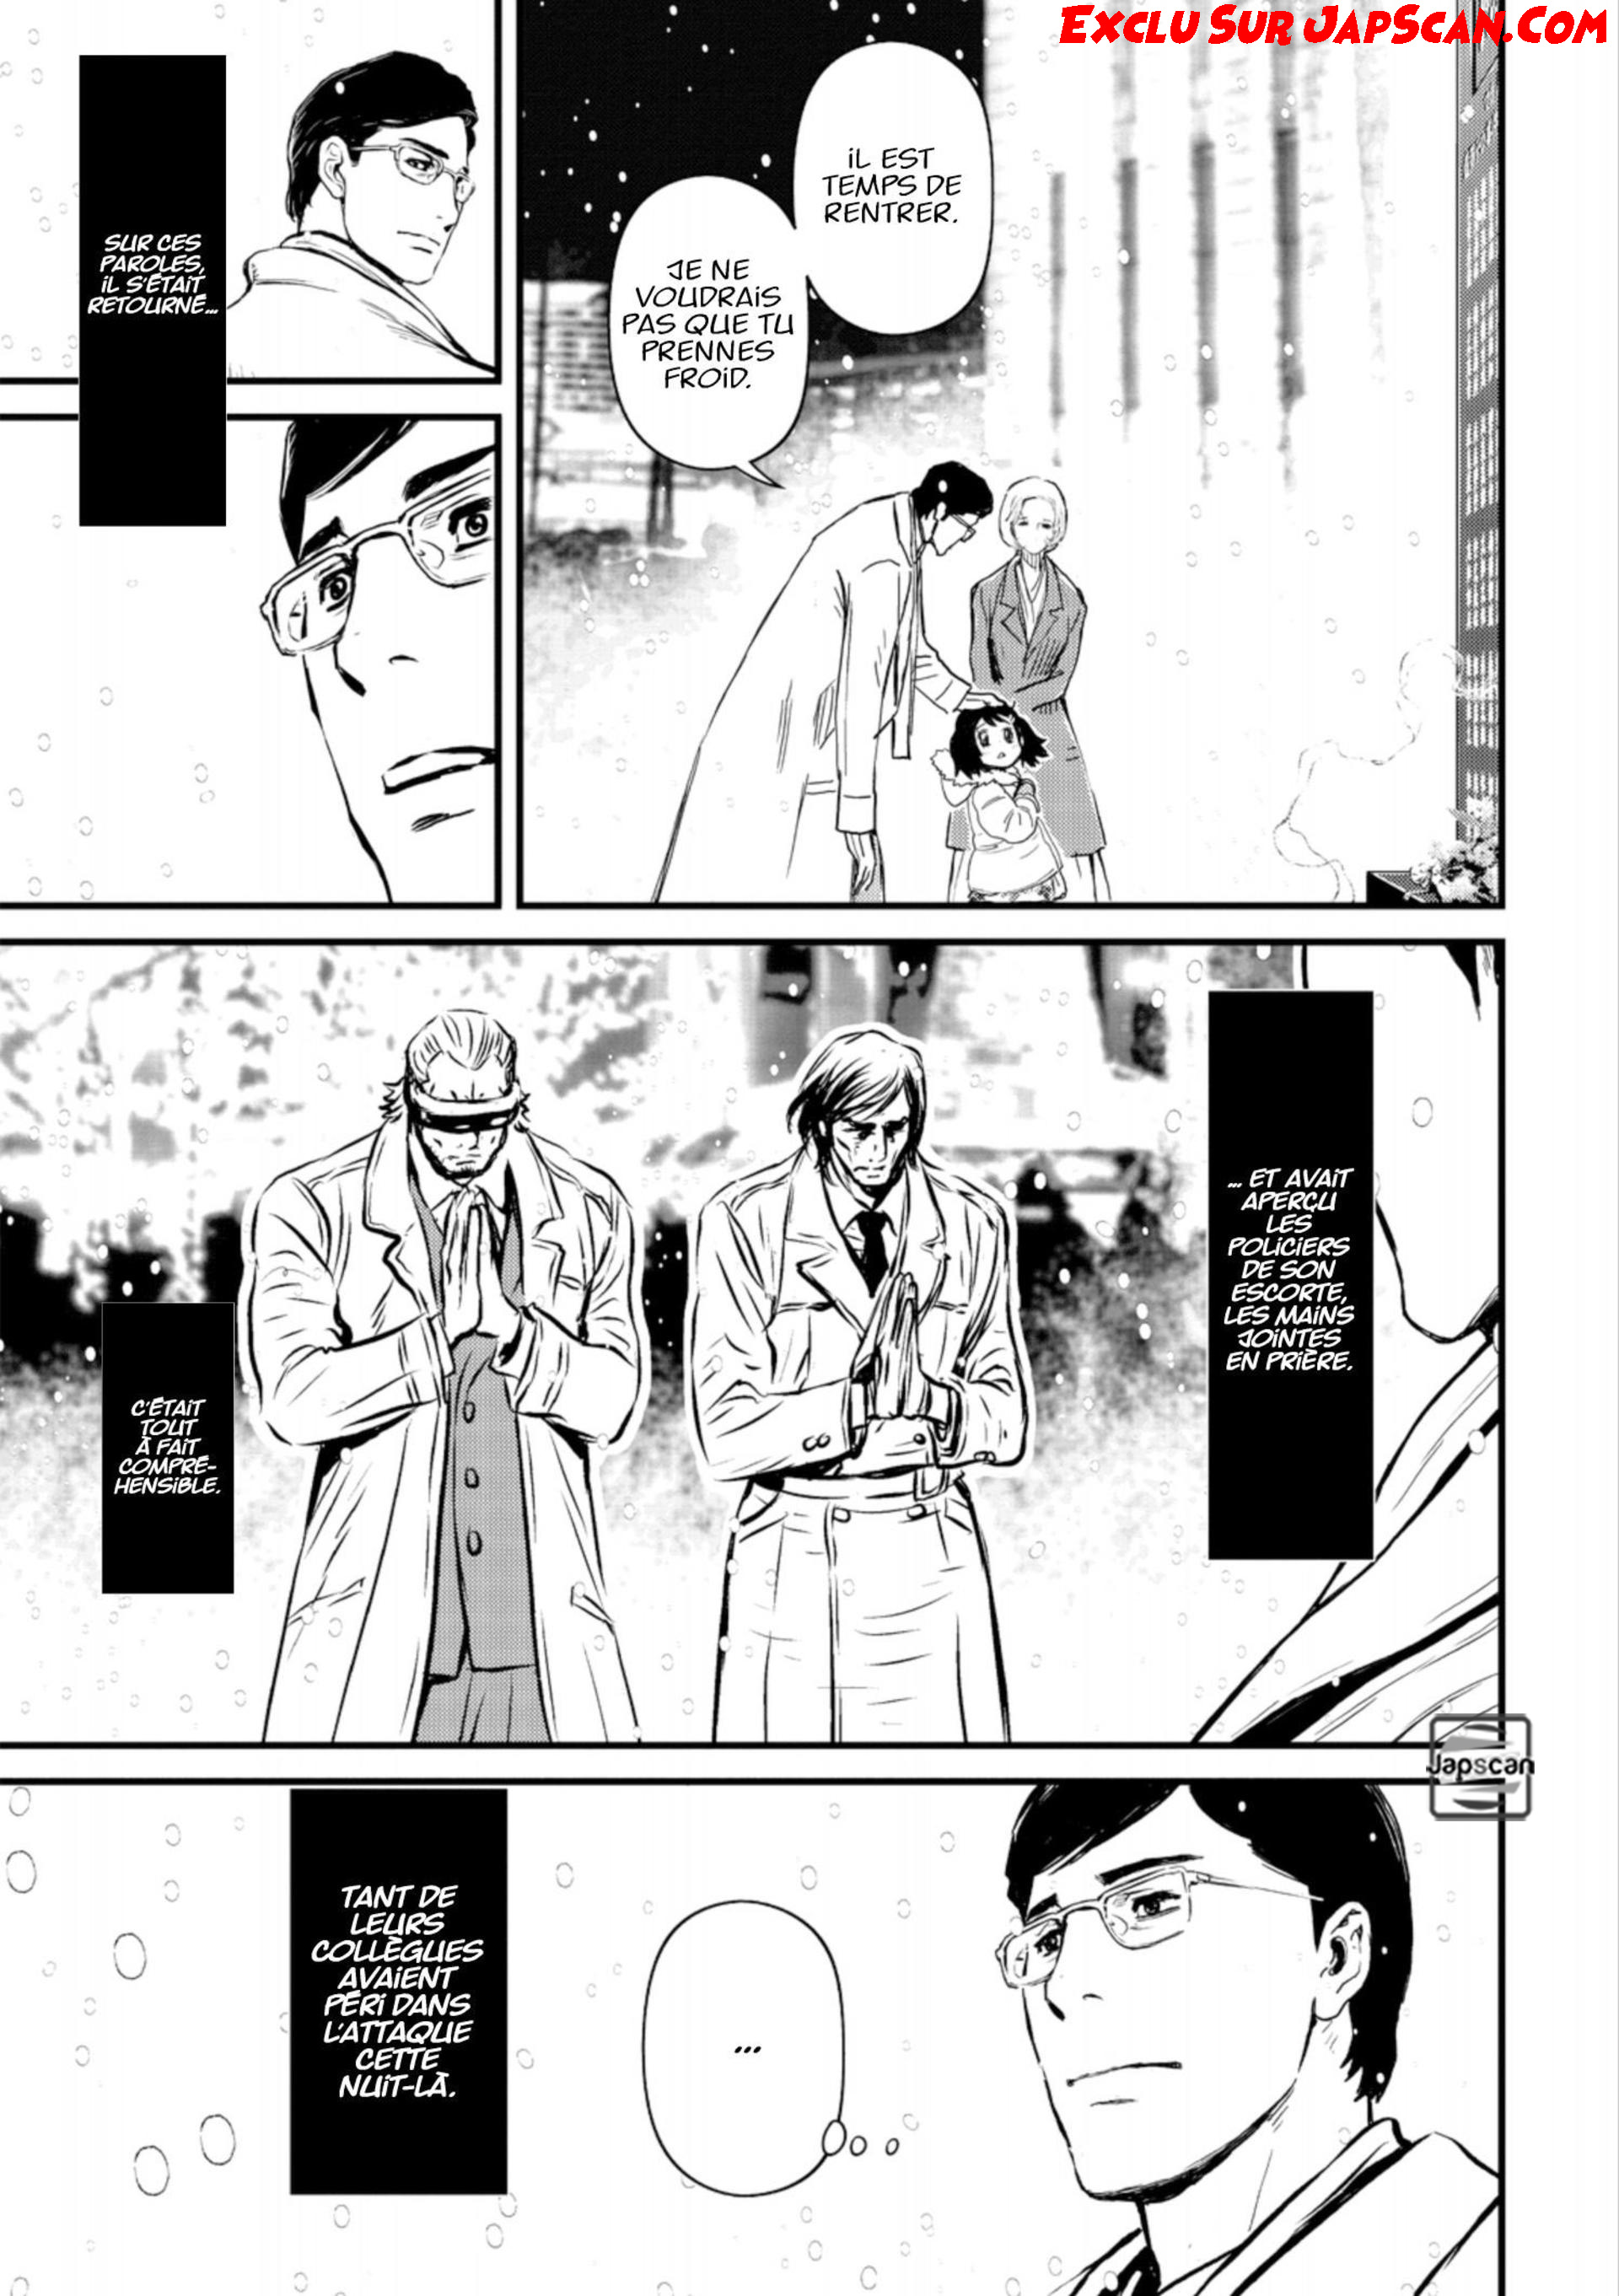 EXCLU SUR JAPSCAN.COM
IL EST
TEMPS DE
RENTRER.
JE NE
VOUDRAIS
PAS QUE TU
PRENNES
FROID.
SUR CES
PAROLES,
IL S'ÉTAIT
RETOURNÉ...
... ET AVAIT
APERÇU
LES
POLICIERS
DE SON
ESCORTE,
LES MAINS
JOINTES
EN PRIÈRE.
C'ÉTAIT
TOUT
À FAIT
COMPRÉ-
HENSIBLE.
Japscan
...
TANT DE
LEURS
COLLÈGUES
AVAIENT
PÉRI DANS
L'ATTAQUE
CETTE
NUIT-LÀ.